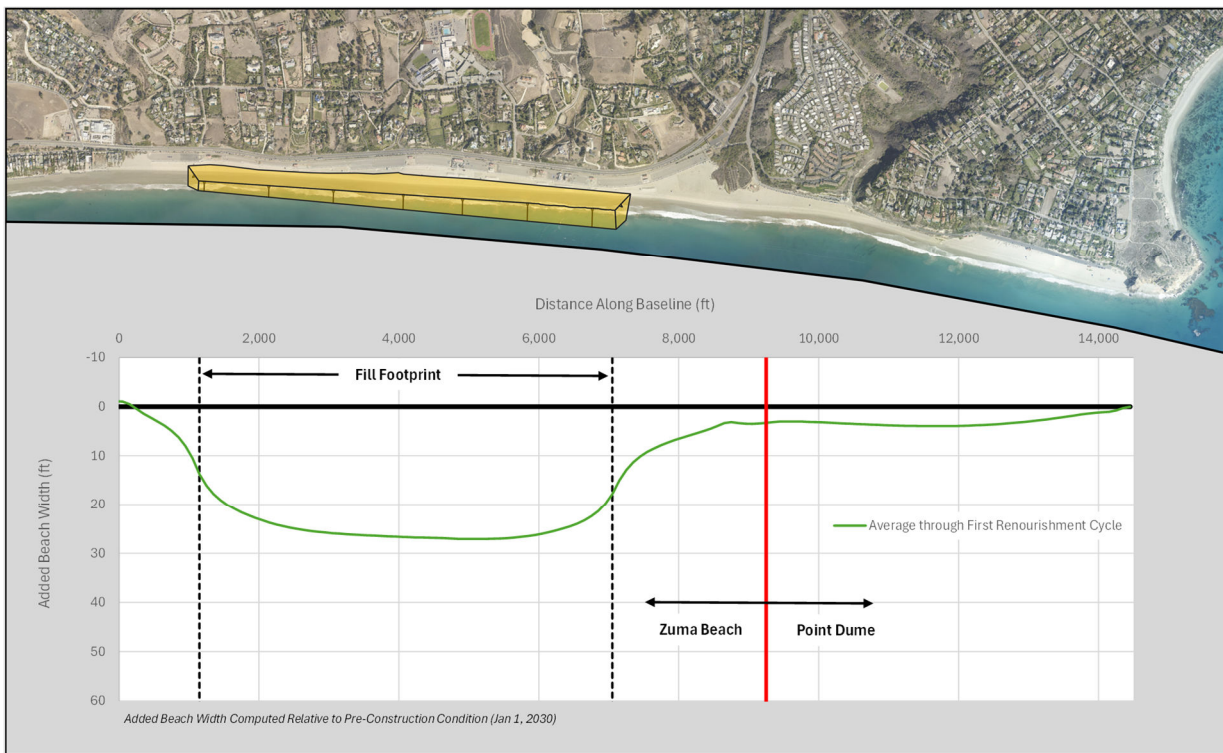 Distance Along Baseline (ft)
0 2,000 4,000 6,000 8,000 10,000 12,000 14,000
-10
Fill Footprint
0
10
20
30
40
50
60
Added Beach Width (ft)
Average through First Renourishment Cycle
Zuma Beach
Point Dume
Added Beach Width Computed Relative to Pre-Construction Condition (Jan 1, 2030)